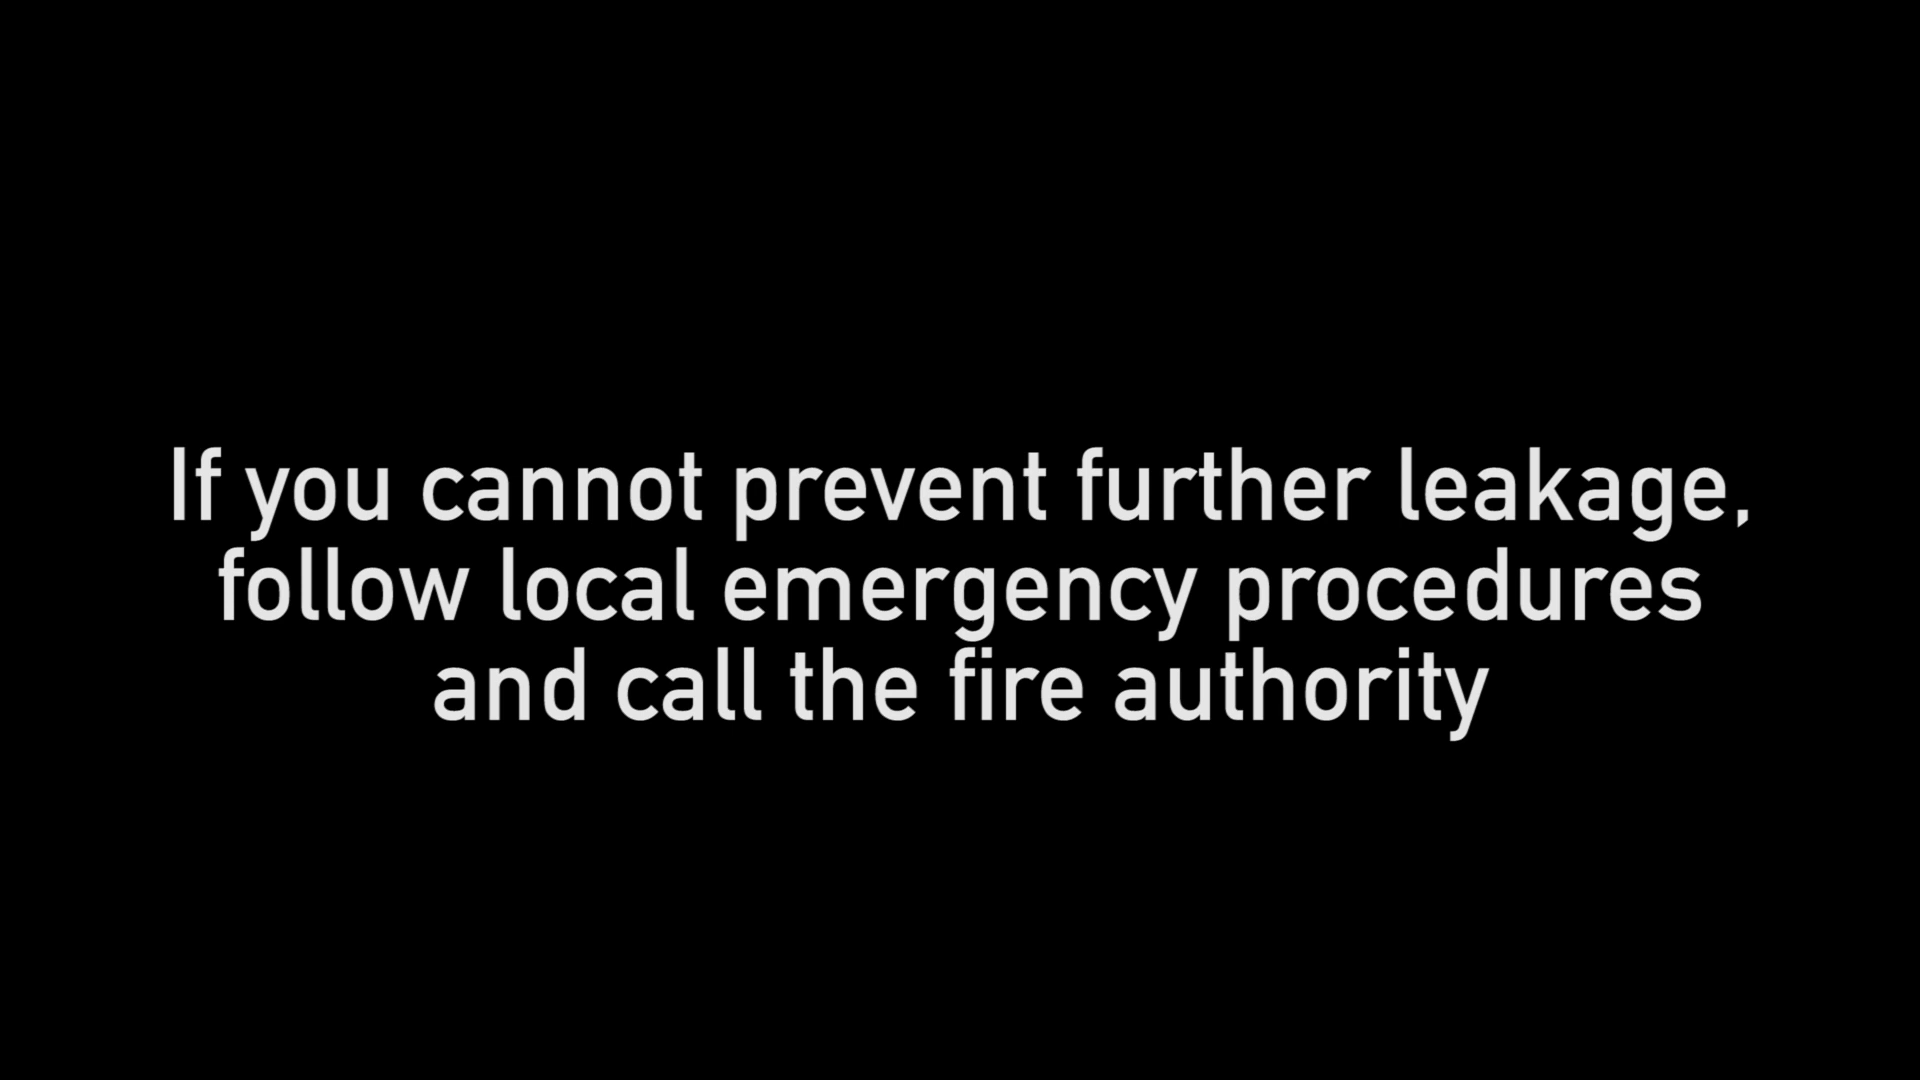 If you cannot prevent further leakage,
follow local emergency procedures
and call the fire authority